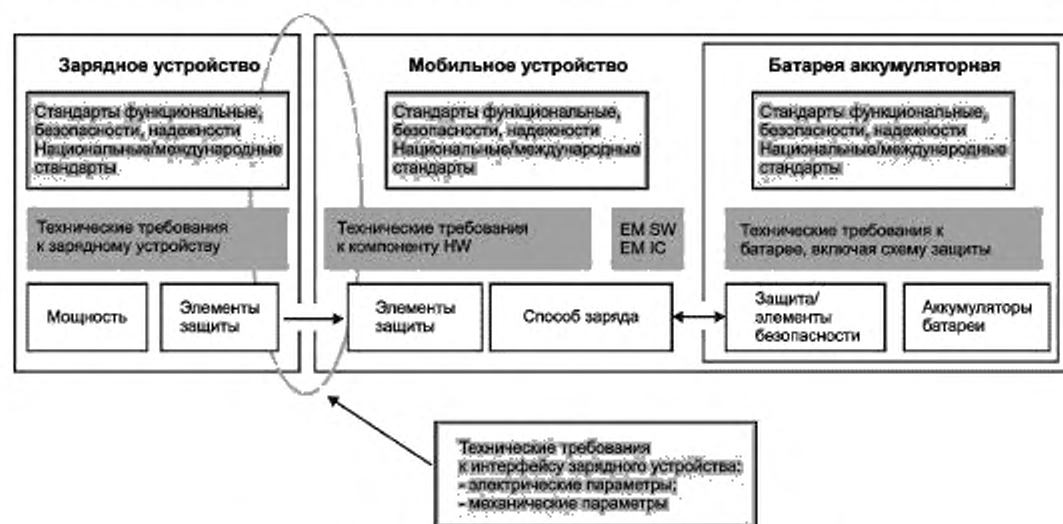 Зарядное устройство
Стандарты функциональные,
безопасности, надежности
Национальные/международные
стандарты
Технические требования
к зарядному устройству
Мощность
Элементы
защиты
Мобильное устройство
Стандарты функциональные,
безопасности, надежности
Национальные/международные
стандарты
Технические требования
к компоненту HW
EM SW
EM IC
Элементы
защиты
Способ заряда
Батарея аккумуляторная
Стандарты функциональные,
безопасности, надежности
Национальные/международные
стандарты
Технические требования к
батарее, включая схему защиты
Защита/
элементы
безопасности
Аккумуляторы
батареи
Технические требования
к интерфейсу зарядного устройства:
- электрические параметры;
- механические параметры